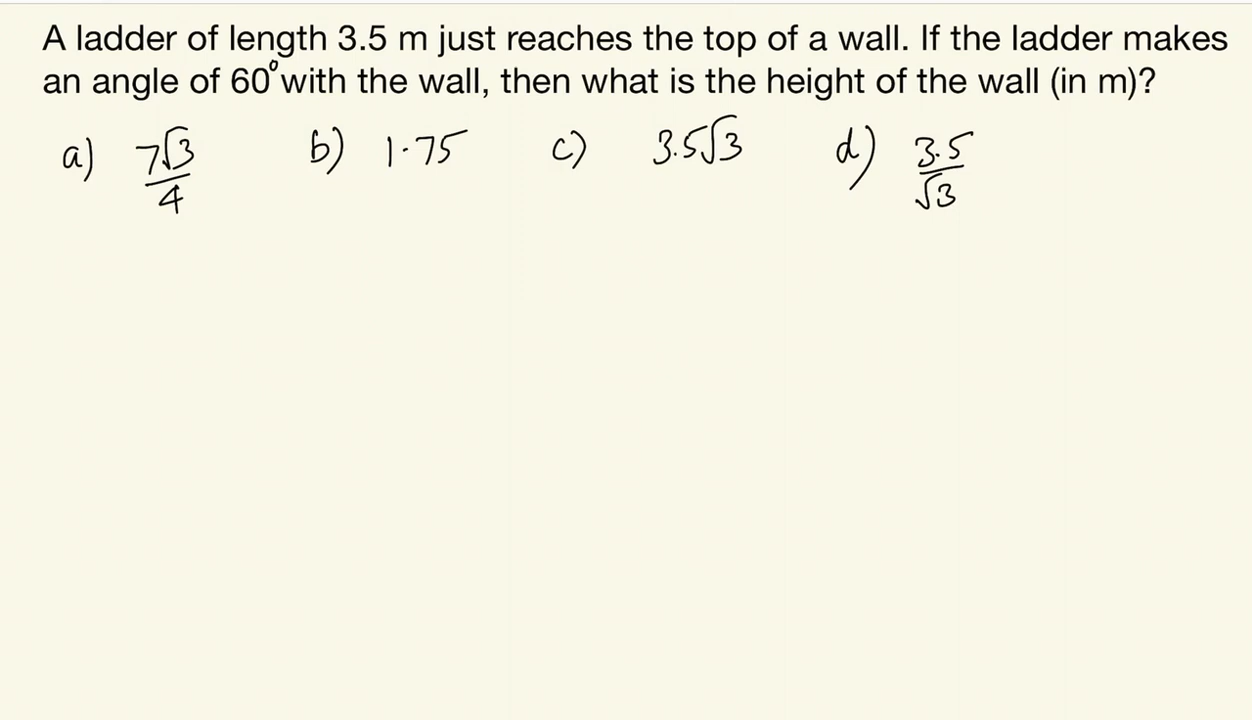 A ladder of length 3.5 m just reaches the top of a wall. If the ladder makes
an angle of 60° with the wall, then what is the height of the wall (in m)?
a) 7√3/4 b) 1.75 c) 3.5√3 d) 3.5/√3